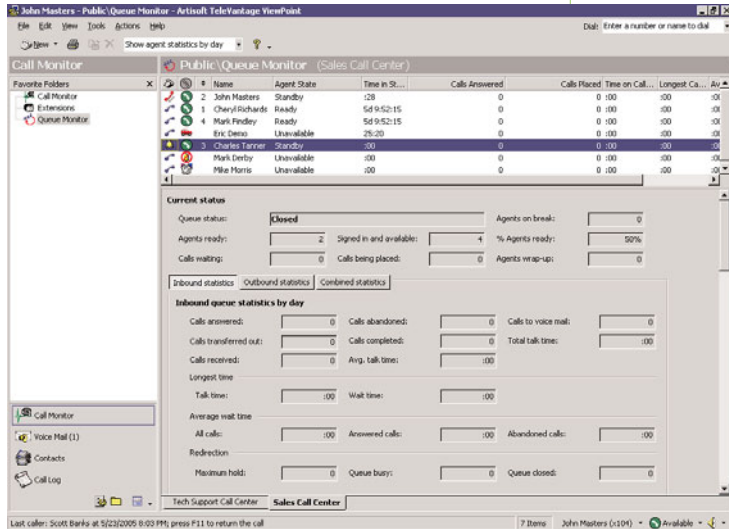 John Masters - Public\Queue Monitor - Artisoft TeleVantage ViewPoint
File Edit View Tools Actions Help
Dial: Enter a number or name to dial
New Show agent statistics by day
Call Monitor
Public\Queue Monitor (Sales Call Center)
Favorite Folders X
Call Monitor
Extensions
Queue Monitor
# Name Agent State Time in St... Calls Answered Calls Placed Time on Call... Longest Ca... Av
2 John Masters Standby :28 0 0 :00 :00
1 Cheryl Richards Ready 5d 9:52:15 0 0 :00 :00
4 Mark Findley Ready 5d 9:52:15 0 0 :00 :00
Eric Demo Unavailable 25:20 0 0 :00 :00
3 Charles Tanner Standby :00 0 0 :00 :00
Mark Derby Unavailable :00 0 0 :00 :00
Mike Morris Unavailable :00 0 0 :00 :00
Current status
Queue status: Closed Agents on break: 0
Agents ready: 2 Signed in and available: 4 % Agents ready: 50%
Calls waiting: 0 Calls being placed: 0 Agents wrap-up: 0
Inbound statistics Outbound statistics Combined statistics
Inbound queue statistics by day
Calls answered: 0 Calls abandoned: 0 Calls to voice mail: 0
Calls transferred out: 0 Calls completed: 0 Total talk time: :00
Calls received: 0 Avg. talk time: :00
Longest time
Talk time: :00 Wait time: :00
Average wait time
All calls: :00 Answered calls: :00 Abandoned calls: :00
Redirection
Maximum hold: 0 Queue busy: 0 Queue closed: 0
Call Monitor
Voice Mail (1)
Contacts
Call Log
Tech Support Call Center Sales Call Center
Last caller: Scott Banks at 5/23/2005 8:03 PM; press F11 to return the call
7 Items John Masters (x104) Available